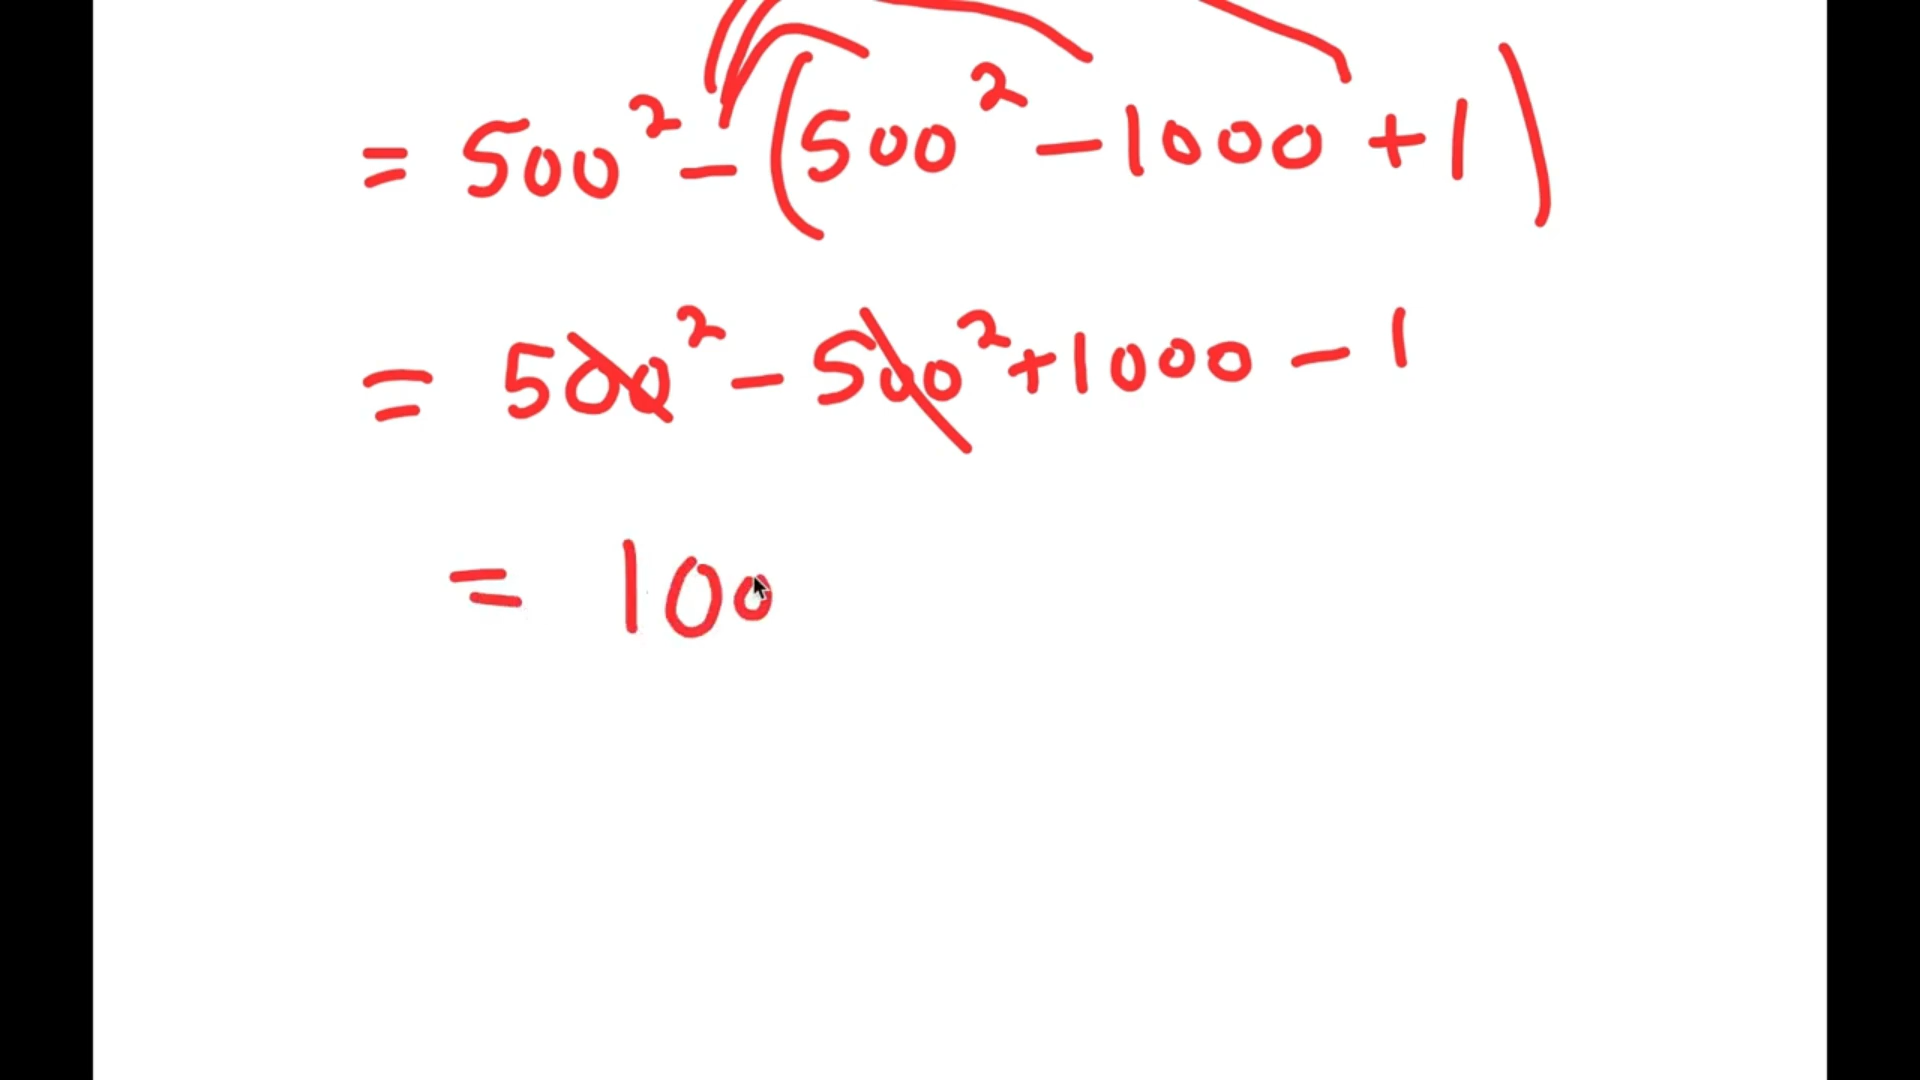 = 500² - (500² - 1000 + 1)
= 500² - 500² + 1000 - 1
= 100